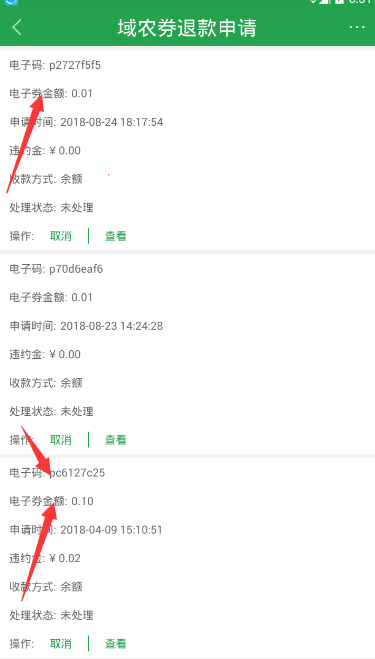 域农券退款申请
电子码: p2727f5f5
电子券金额: 0.01
申请时间: 2018-08-24 18:17:54
违约金: ¥ 0.00
收款方式: 余额
处理状态: 未处理
操作: 取消 查看
电子码: p70d6eaf6
电子券金额: 0.01
申请时间: 2018-08-23 14:24:28
违约金: ¥ 0.00
收款方式: 余额
处理状态: 未处理
操作: 取消 查看
电子码: pc6127c25
电子券金额: 0.10
申请时间: 2018-04-09 15:10:51
违约金: ¥ 0.02
收款方式: 余额
处理状态: 未处理
操作: 取消 查看